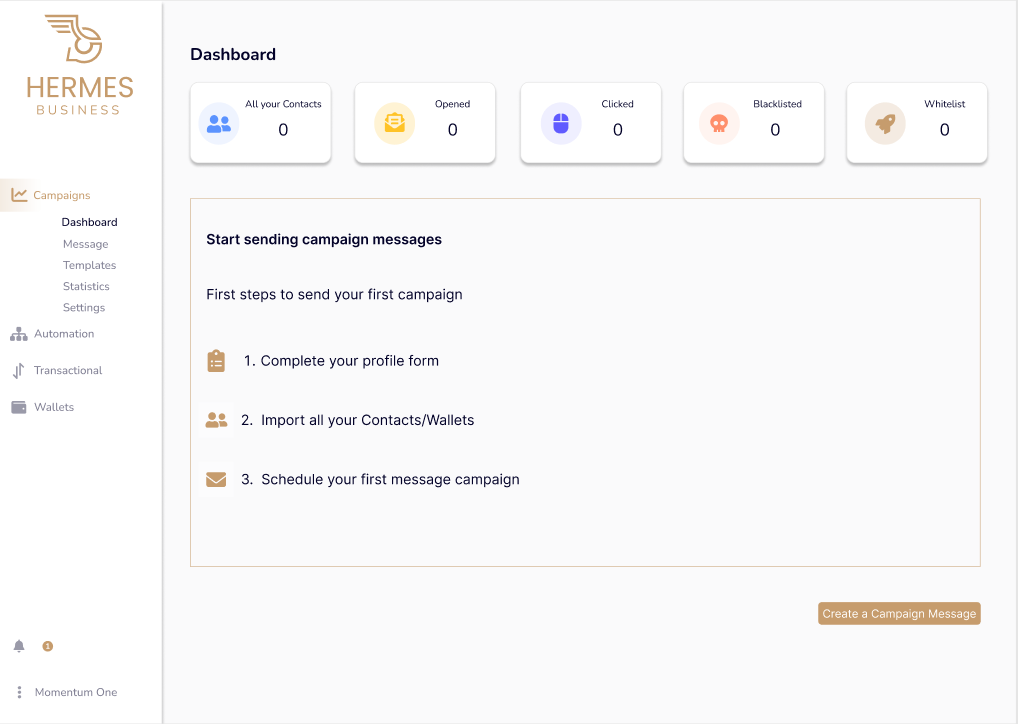 HERMES
BUSINESS
Campaigns
Dashboard
Message
Templates
Statistics
Settings
Automation
Transactional
Wallets
1
Momentum One
Dashboard
All your Contacts
0
Opened
0
Clicked
0
Blacklisted
0
Whitelist
0
Start sending campaign messages
First steps to send your first campaign
1. Complete your profile form
2. Import all your Contacts/Wallets
3. Schedule your first message campaign
Create a Campaign Message